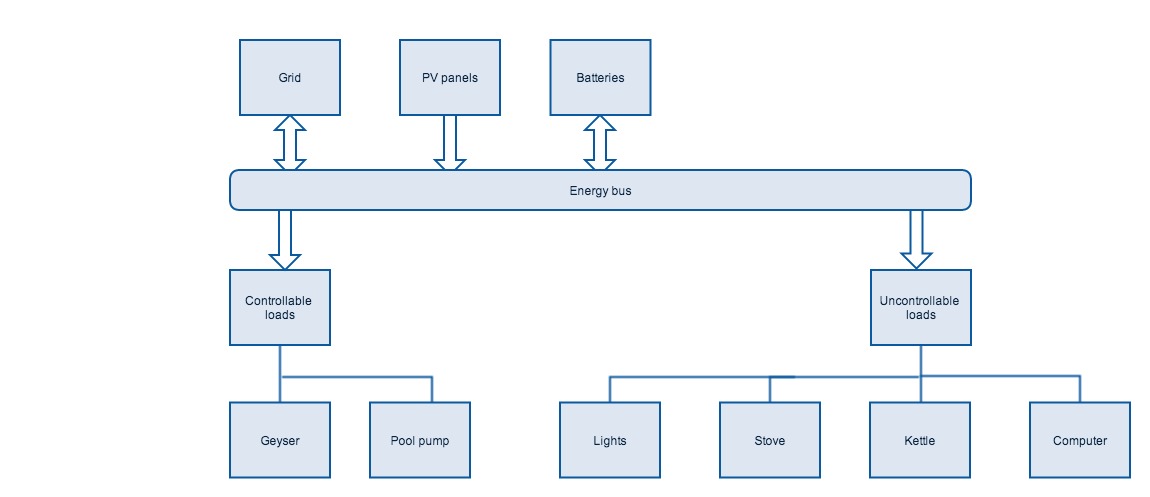 Grid
PV panels
Batteries
Energy bus
Controllable
loads
Uncontrollable
loads
Geyser
Pool pump
Lights
Stove
Kettle
Computer